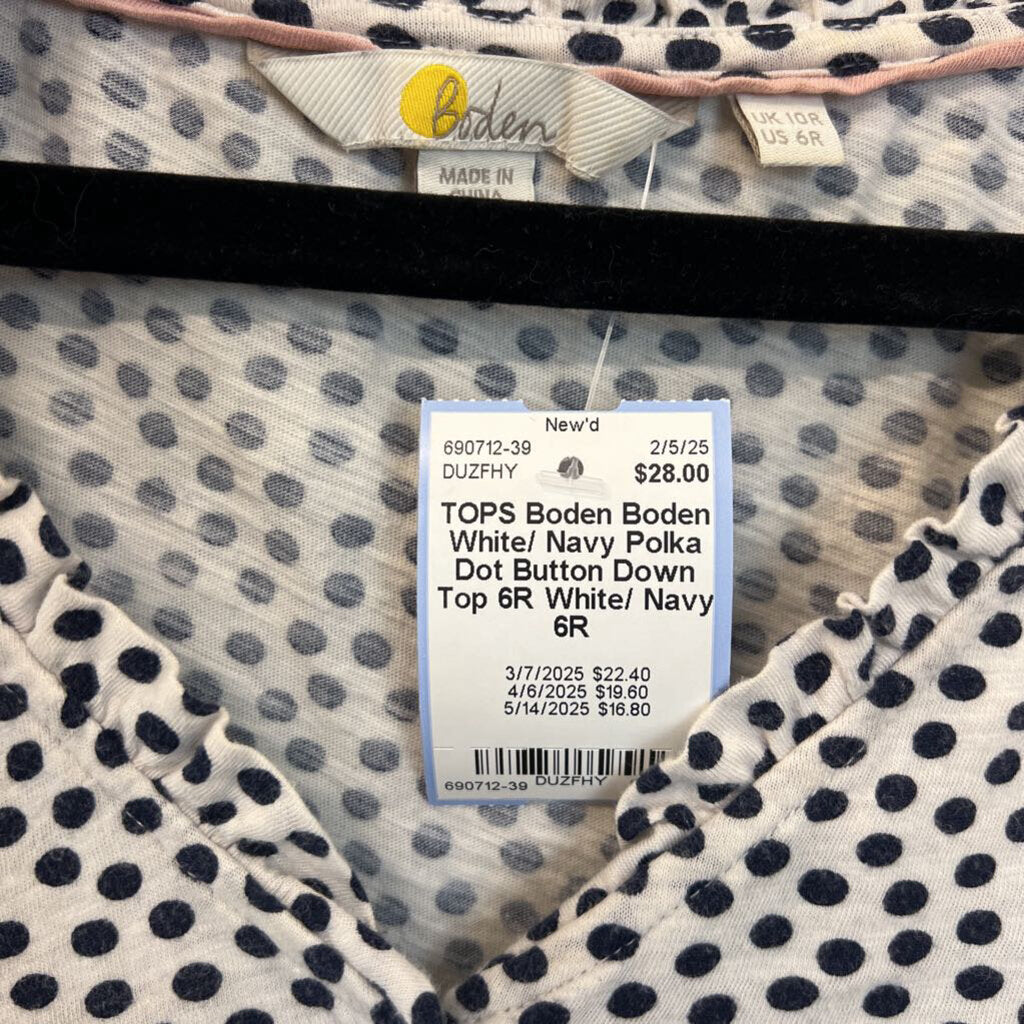 Boden
UK 10R
US 6R
MADE IN
CHINA
New'd
690712-39 2/5/25
DUZFHY $28.00
TOPS Boden Boden
White/ Navy Polka
Dot Button Down
Top 6R White/ Navy
6R
3/7/2025 $22.40
4/6/2025 $19.60
5/14/2025 $16.80
690712-39 DUZFHY